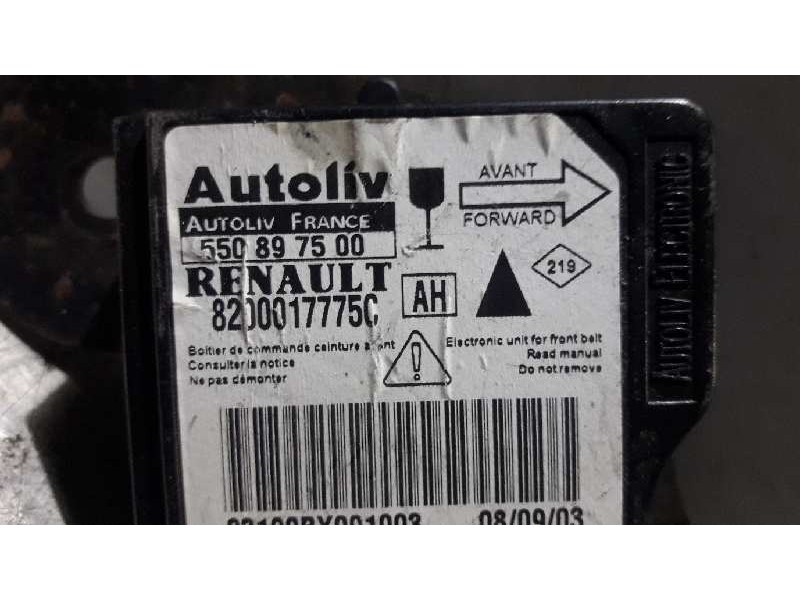 Autoliv
AUTOLIV FRANCE
550 89 75 00
RENAULT
8200017775C
AH
AVANT
FORWARD
219
Boitier de commande ceinture
Consulter la notice
Ne pas démonter
Electronic unit for front belt
Read manual
Do not remove
08/09/03
AUTOLIV ELECTRONIC